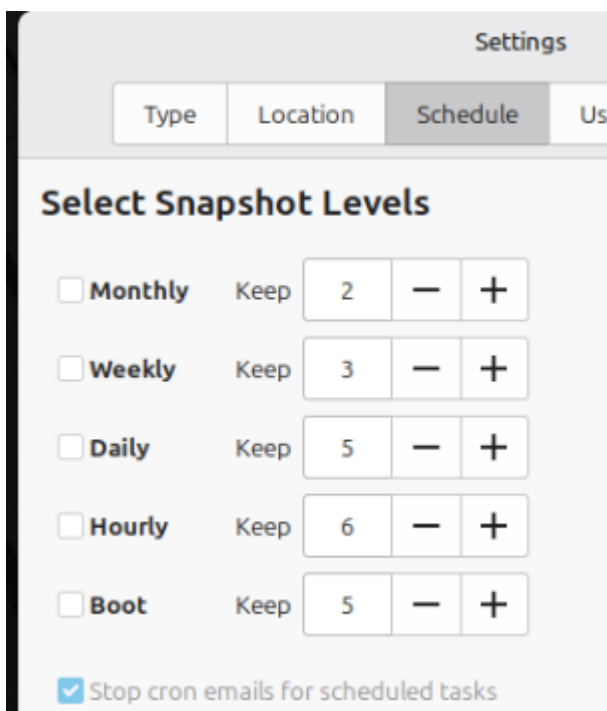 Settings
Type Location Schedule Us
Select Snapshot Levels
Monthly Keep 2 — +
Weekly Keep 3 — +
Daily Keep 5 — +
Hourly Keep 6 — +
Boot Keep 5 — +
Stop cron emails for scheduled tasks